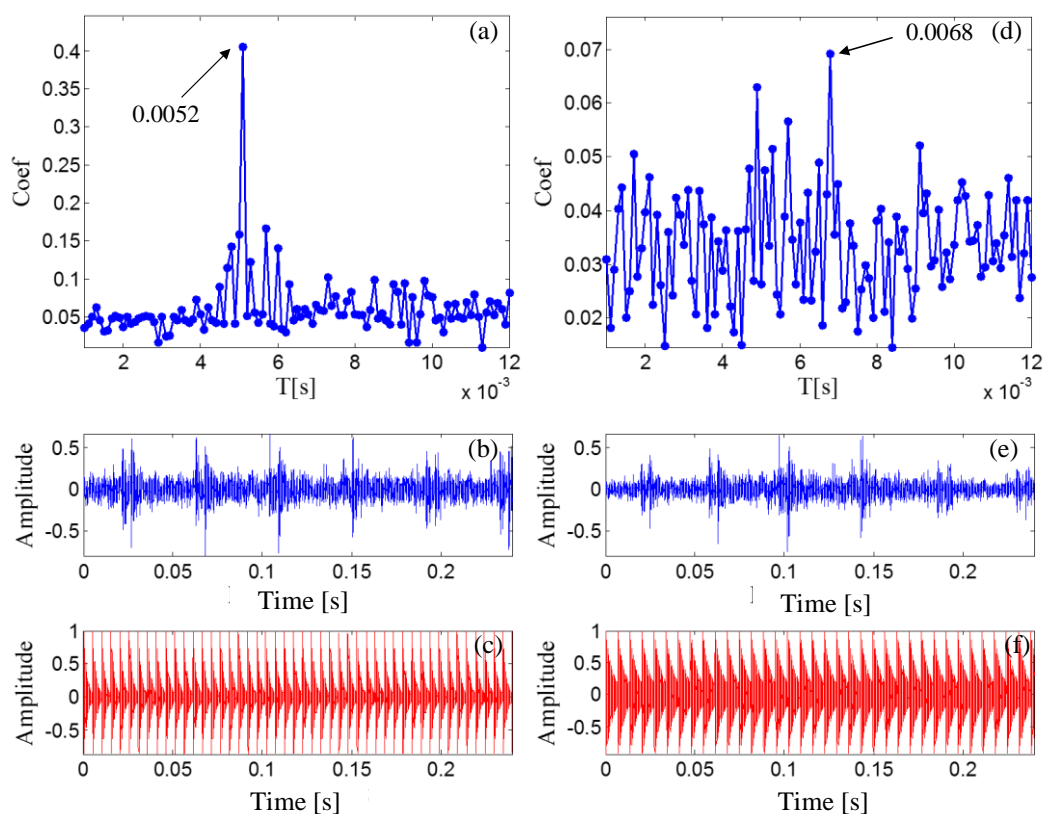 (a)
0.4
0.35
0.3
0.25
0.2
0.15
0.1
0.05
Coef
0.0052
2 4 6 8 10 12
T[s]
x 10-3
(d)
0.07
0.06
0.05
0.04
0.03
0.02
Coef
0.0068
2 4 6 8 10 12
T[s]
x 10-3
(b)
0.5
0
-0.5
Amplitude
0 0.05 0.1 0.15 0.2
Time [s]
(e)
0.5
0
-0.5
Amplitude
0 0.05 0.1 0.15 0.2
Time [s]
(c)
1
0.5
0
-0.5
Amplitude
0 0.05 0.1 0.15 0.2
Time [s]
(f)
1
0.5
0
-0.5
Amplitude
0 0.05 0.1 0.15 0.2
Time [s]